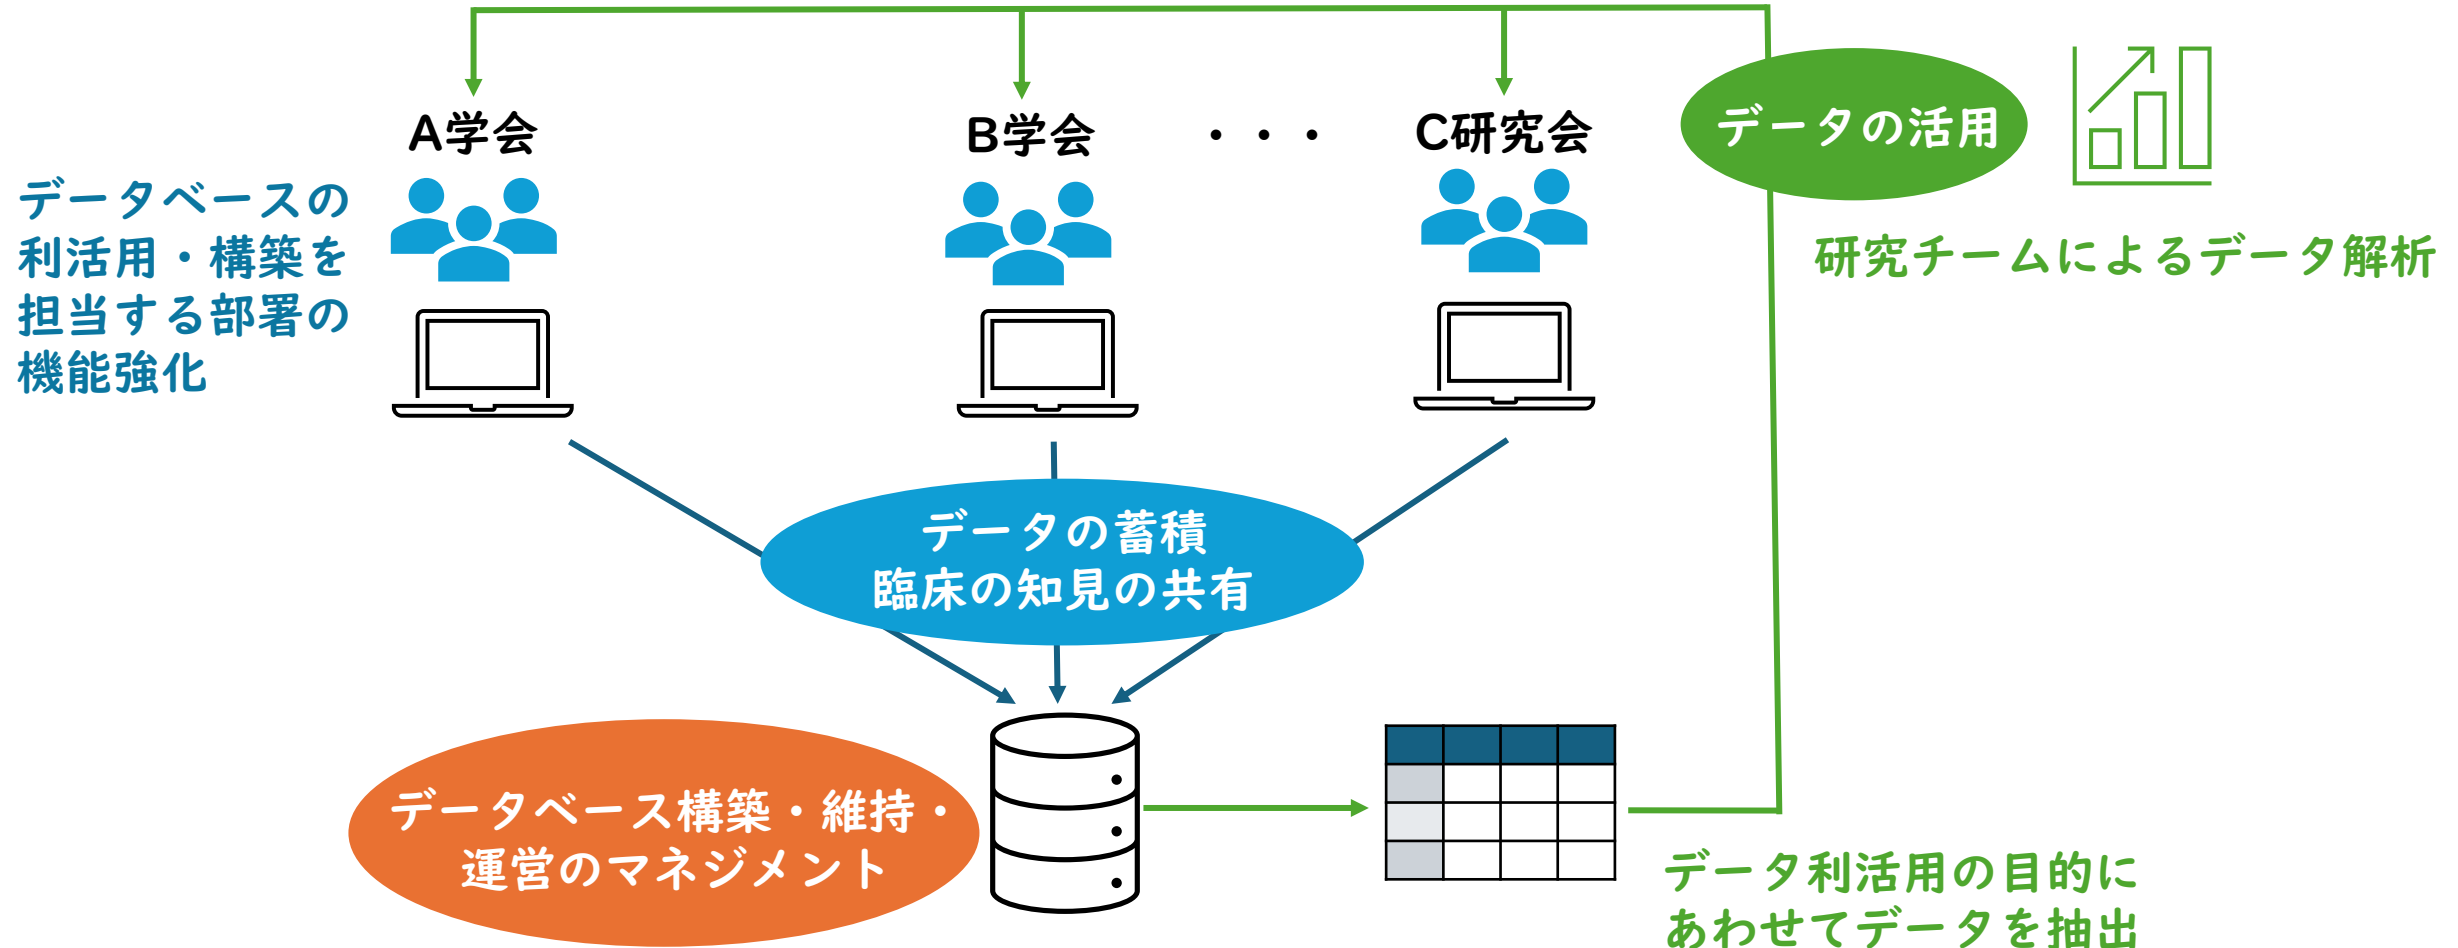 A学会
B学会
・・・
C研究会
データの活用
データベースの
利活用・構築を
担当する部署の
機能強化
研究チームによるデータ解析
データの蓄積
臨床の知見の共有
データベース構築・維持・
運営のマネジメント
データ利活用の目的に
あわせてデータを抽出